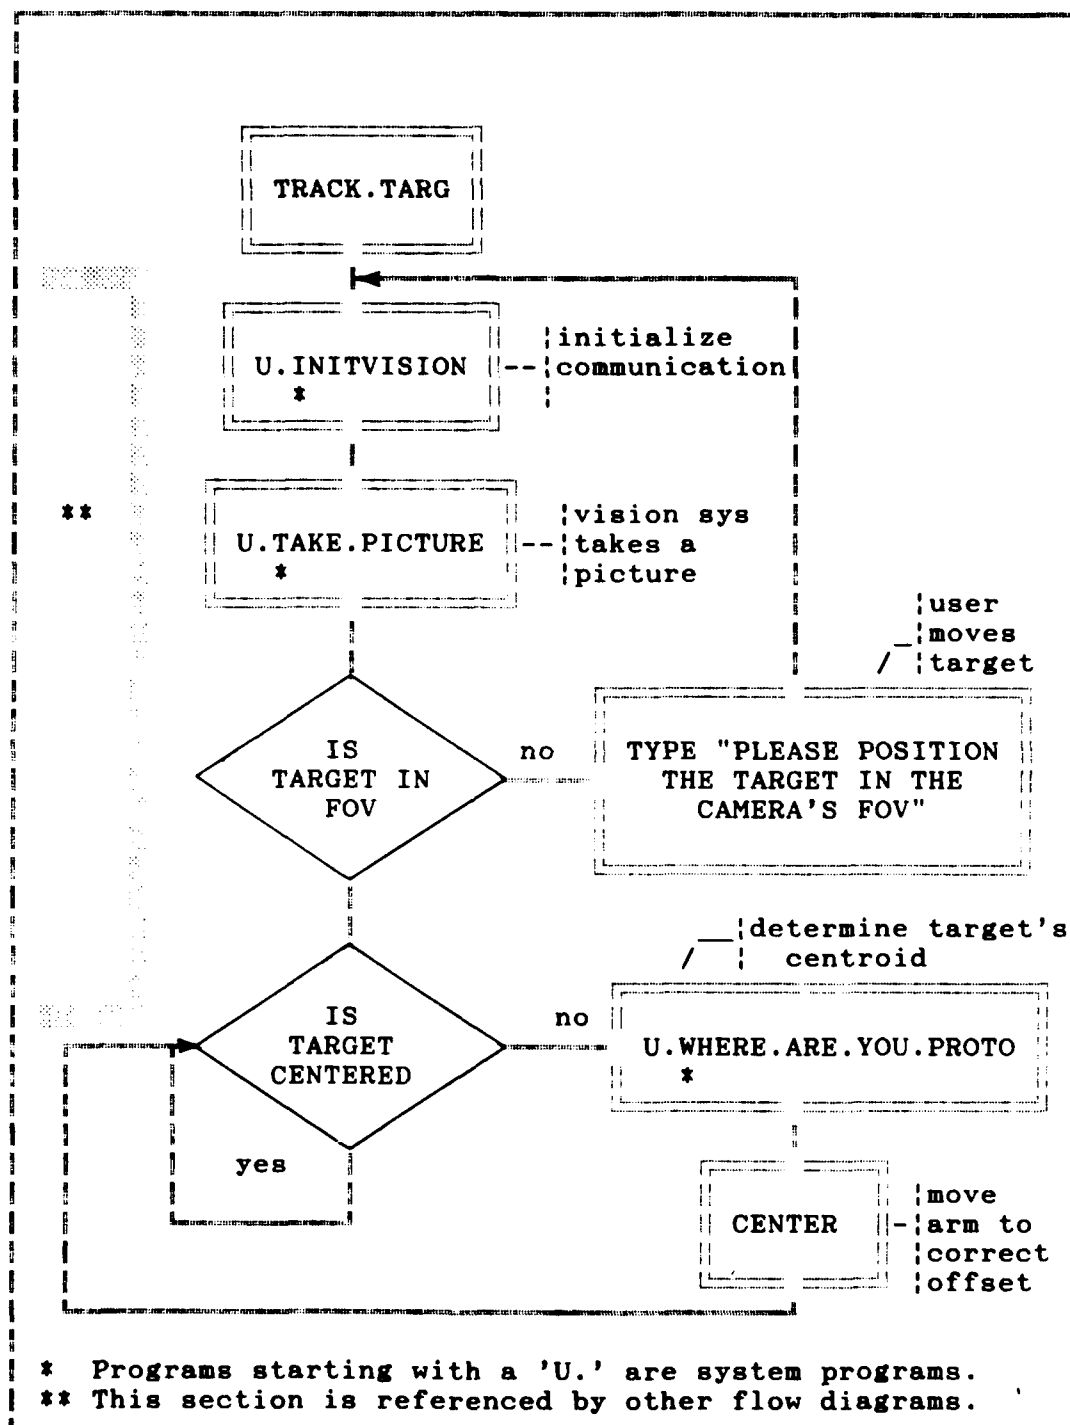 TRACK.TARG
U.INITVISION
*
initialize
communication
**
U.TAKE.PICTURE
*
vision sys
takes a
picture
user
moves
target
IS
TARGET IN
FOV
no
TYPE "PLEASE POSITION
THE TARGET IN THE
CAMERA'S FOV"
determine target's
centroid
IS
TARGET
CENTERED
no
U.WHERE.ARE.YOU.PROTO
*
yes
CENTER
move
arm to
correct
offset
* Programs starting with a 'U.' are system programs.
** This section is referenced by other flow diagrams.